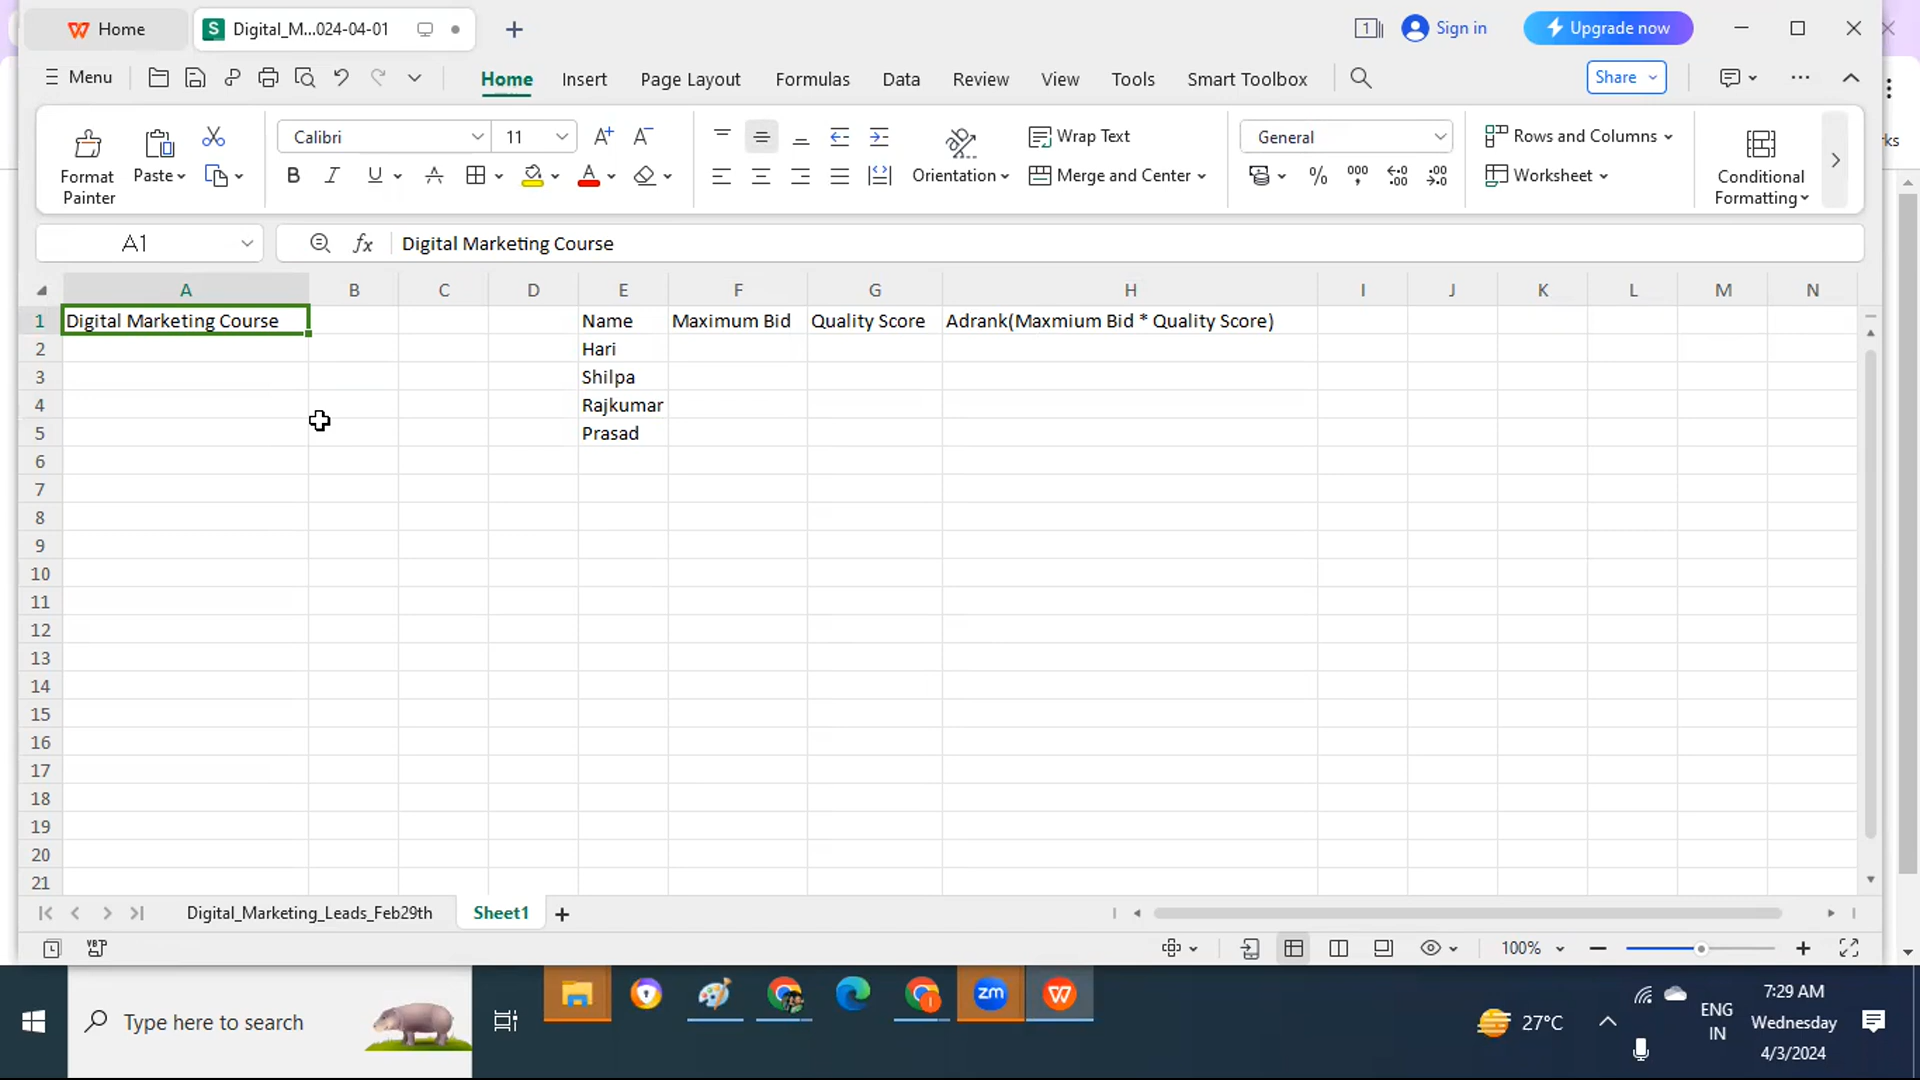 Home
Digital_M...024-04-01
Sign in
Upgrade now
Menu
Home
Insert
Page Layout
Formulas
Data
Review
View
Tools
Smart Toolbox
Share
Format Painter
Paste
Calibri
11
Orientation
Wrap Text
Merge and Center
General
Rows and Columns
Worksheet
Conditional Formatting
A1
fx
Digital Marketing Course
A B C D E F G H I J K L M N
1 Digital Marketing Course Name Maximum Bid Quality Score Adrank(Maxmium Bid * Quality Score)
2 Hari
3 Shilpa
4 Rajkumar
5 Prasad
6
7
8
9
10
11
12
13
14
15
16
17
18
19
20
21
Digital_Marketing_Leads_Feb29th
Sheet1
100%
Type here to search
zm
27°C
ENG
IN
7:29 AM
Wednesday
4/3/2024